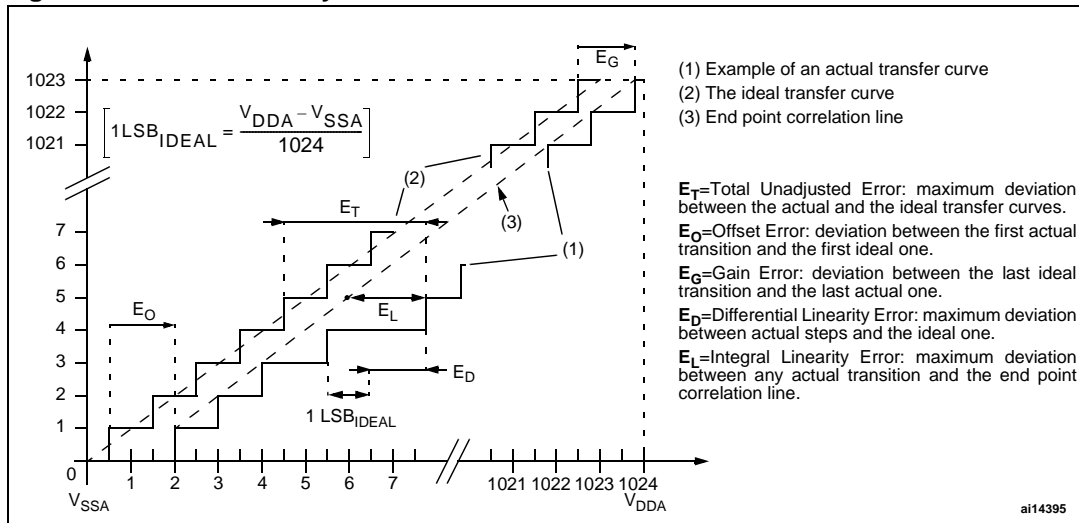 1023
1022
1021
7
6
5
4
3
2
1
0
[1LSBIDEAL = VDDA – VSSA / 1024]
EG
(2)
ET
(3)
(1)
EO
EL
ED
1 LSBIDEAL
1 2 3 4 5 6 7 1021 1022 1023 1024
VSSA VDDA
(1) Example of an actual transfer curve
(2) The ideal transfer curve
(3) End point correlation line
ET=Total Unadjusted Error: maximum deviation
between the actual and the ideal transfer curves.
EO=Offset Error: deviation between the first actual
transition and the first ideal one.
EG=Gain Error: deviation between the last ideal
transition and the last actual one.
ED=Differential Linearity Error: maximum deviation
between actual steps and the ideal one.
EL=Integral Linearity Error: maximum deviation
between any actual transition and the end point
correlation line.
ai14395